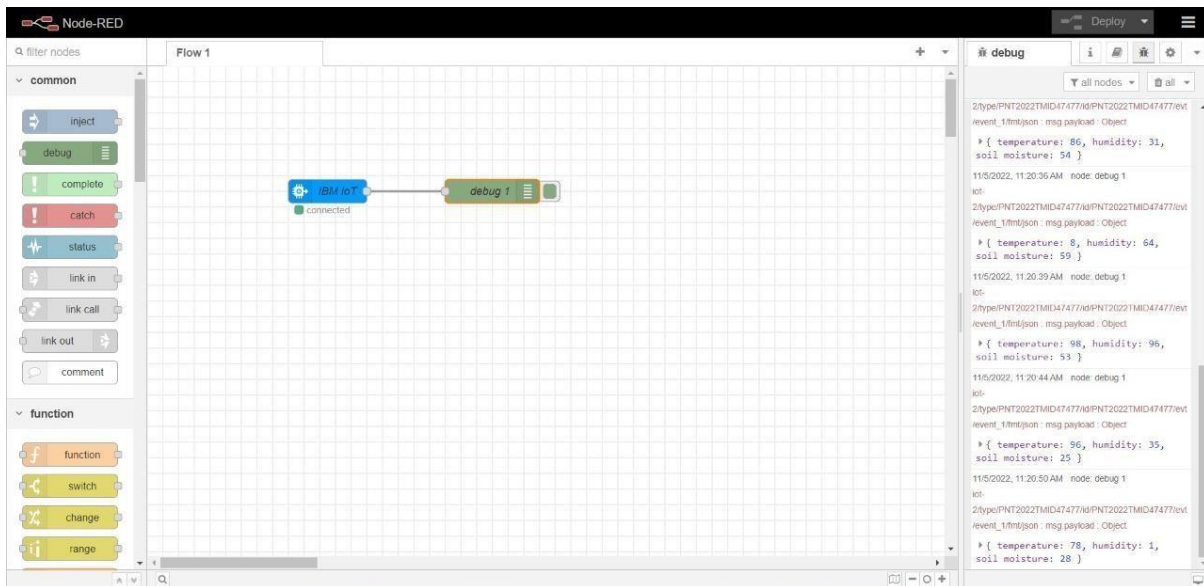 Node-RED
Deploy
filter nodes
Flow 1
debug
i
all nodes
all
common
inject
debug
complete
catch
status
link in
link call
link out
comment
function
function
switch
change
range
IBM IoT
connected
debug 1
2/type/PNT2022TMID47477/id/PNT2022TMID47477/evt
/event_1/fmt/json : msg.payload : Object
{ temperature: 86, humidity: 31,
soil moisture: 54 }
11/5/2022, 11:20:36 AM node: debug 1
iot-
2/type/PNT2022TMID47477/id/PNT2022TMID47477/evt
/event_1/fmt/json : msg.payload : Object
{ temperature: 8, humidity: 64,
soil moisture: 59 }
11/5/2022, 11:20:39 AM node: debug 1
iot-
2/type/PNT2022TMID47477/id/PNT2022TMID47477/evt
/event_1/fmt/json : msg.payload : Object
{ temperature: 98, humidity: 96,
soil moisture: 53 }
11/5/2022, 11:20:44 AM node: debug 1
iot-
2/type/PNT2022TMID47477/id/PNT2022TMID47477/evt
/event_1/fmt/json : msg.payload : Object
{ temperature: 96, humidity: 35,
soil moisture: 25 }
11/5/2022, 11:20:50 AM node: debug 1
iot-
2/type/PNT2022TMID47477/id/PNT2022TMID47477/evt
/event_1/fmt/json : msg.payload : Object
{ temperature: 78, humidity: 1,
soil moisture: 28 }